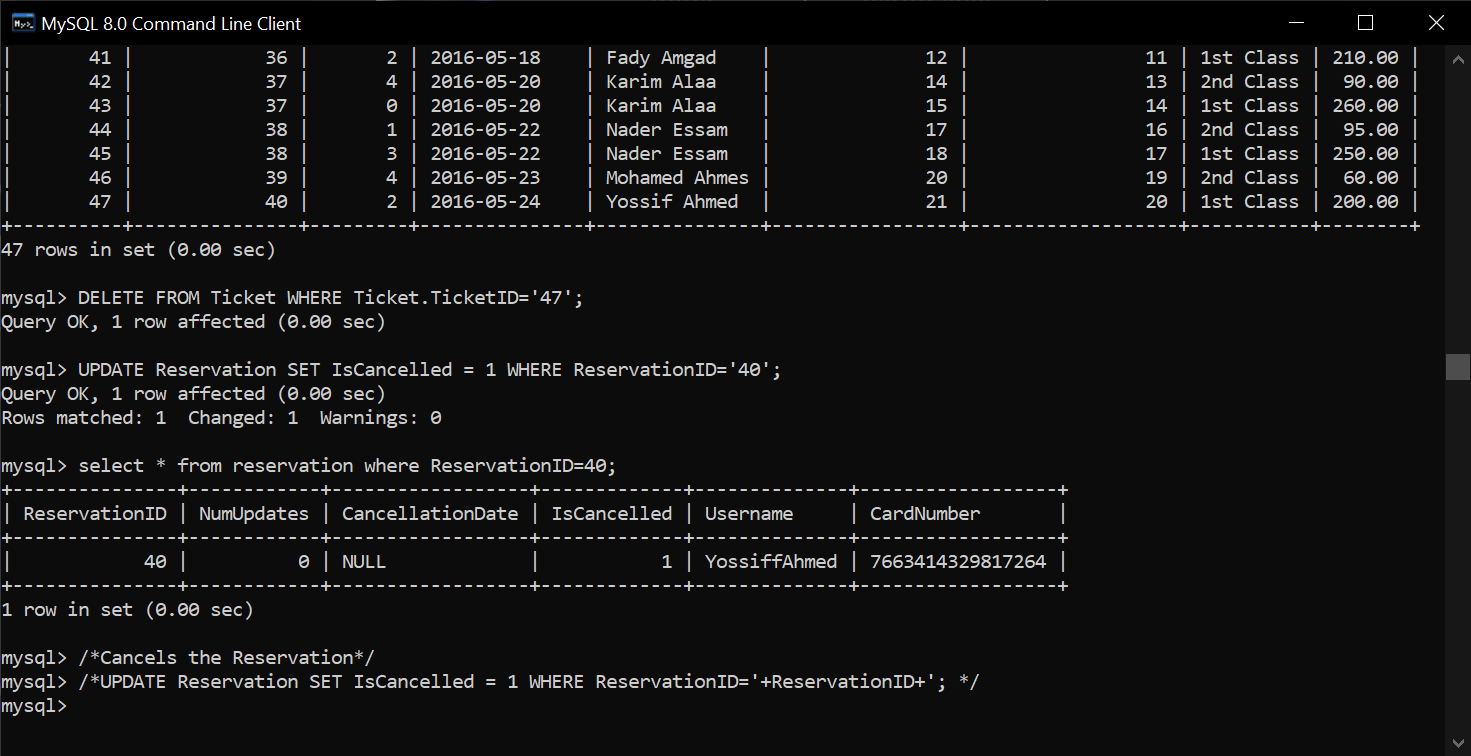 MySQL 8.0 Command Line Client
|       41 |            36 |       2 | 2016-05-18    | Fady Amgad    |              12 |                11 | 1st Class | 210.00 |
|       42 |            37 |       4 | 2016-05-20    | Karim Alaa    |              14 |                13 | 2nd Class |  90.00 |
|       43 |            37 |       0 | 2016-05-20    | Karim Alaa    |              15 |                14 | 1st Class | 260.00 |
|       44 |            38 |       1 | 2016-05-22    | Nader Essam   |              17 |                16 | 2nd Class |  95.00 |
|       45 |            38 |       3 | 2016-05-22    | Nader Essam   |              18 |                17 | 1st Class | 250.00 |
|       46 |            39 |       4 | 2016-05-23    | Mohamed Ahmes |              20 |                19 | 2nd Class |  60.00 |
|       47 |            40 |       2 | 2016-05-24    | Yossif Ahmed  |              21 |                20 | 1st Class | 200.00 |
+----------+---------------+---------+---------------+---------------+-----------------+-------------------+-----------+--------+
47 rows in set (0.00 sec)
mysql> DELETE FROM Ticket WHERE Ticket.TicketID='47';
Query OK, 1 row affected (0.00 sec)
mysql> UPDATE Reservation SET IsCancelled = 1 WHERE ReservationID='40';
Query OK, 1 row affected (0.00 sec)
Rows matched: 1  Changed: 1  Warnings: 0
mysql> select * from reservation where ReservationID=40;
+---------------+------------+------------------+-------------+--------------+------------------+
| ReservationID | NumUpdates | CancellationDate | IsCancelled | Username     | CardNumber       |
+---------------+------------+------------------+-------------+--------------+------------------+
|            40 |          0 | NULL             |           1 | YossiffAhmed | 7663414329817264 |
+---------------+------------+------------------+-------------+--------------+------------------+
1 row in set (0.00 sec)
mysql> /*Cancels the Reservation*/
mysql> /*UPDATE Reservation SET IsCancelled = 1 WHERE ReservationID='+ReservationID+'; */
mysql>